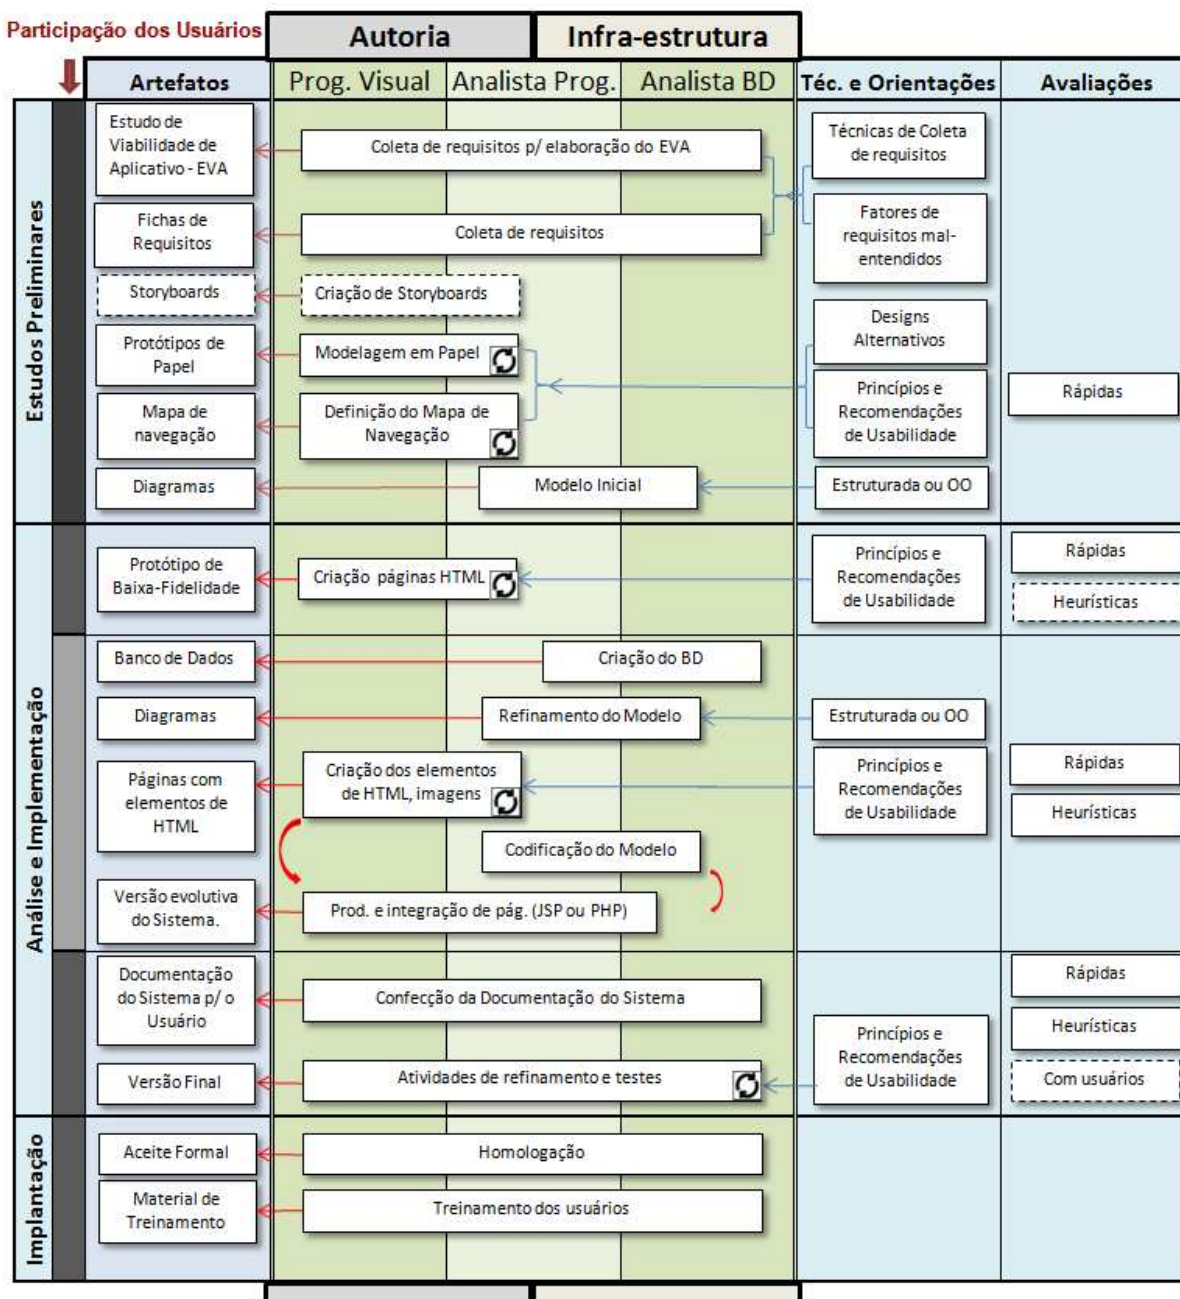 Participação dos Usuários
Autoria
Infra-estrutura
Artefatos
Prog. Visual
Analista Prog.
Analista BD
Téc. e Orientações
Avaliações
Estudos Preliminares
Estudo de
Viabilidade de
Aplicativo - EVA
Coleta de requisitos p/ elaboração do EVA
Técnicas de Coleta
de requisitos
Fichas de
Requisitos
Coleta de requisitos
Fatores de
requisitos mal-
entendidos
Storyboards
Criação de Storyboards
Designs
Alternativos
Protótipos de
Papel
Modelagem em Papel
Princípios e
Recomendações
de Usabilidade
Rápidas
Mapa de
navegação
Definição do Mapa de
Navegação
Diagramas
Modelo Inicial
Estruturada ou OO
Análise e Implementação
Protótipo de
Baixa-Fidelidade
Criação páginas HTML
Princípios e
Recomendações
de Usabilidade
Rápidas
Heurísticas
Banco de Dados
Criação do BD
Diagramas
Refinamento do Modelo
Estruturada ou OO
Páginas com
elementos de
HTML
Criação dos elementos
de HTML, imagens
Princípios e
Recomendações
de Usabilidade
Rápidas
Heurísticas
Codificação do Modelo
Versão evolutiva
do Sistema.
Prod. e integração de pág. (JSP ou PHP)
Documentação
do Sistema p/ o
Usuário
Confecção da Documentação do Sistema
Rápidas
Heurísticas
Com usuários
Princípios e
Recomendações
de Usabilidade
Versão Final
Atividades de refinamento e testes
Implantação
Aceite Formal
Homologação
Material de
Treinamento
Treinamento dos usuários